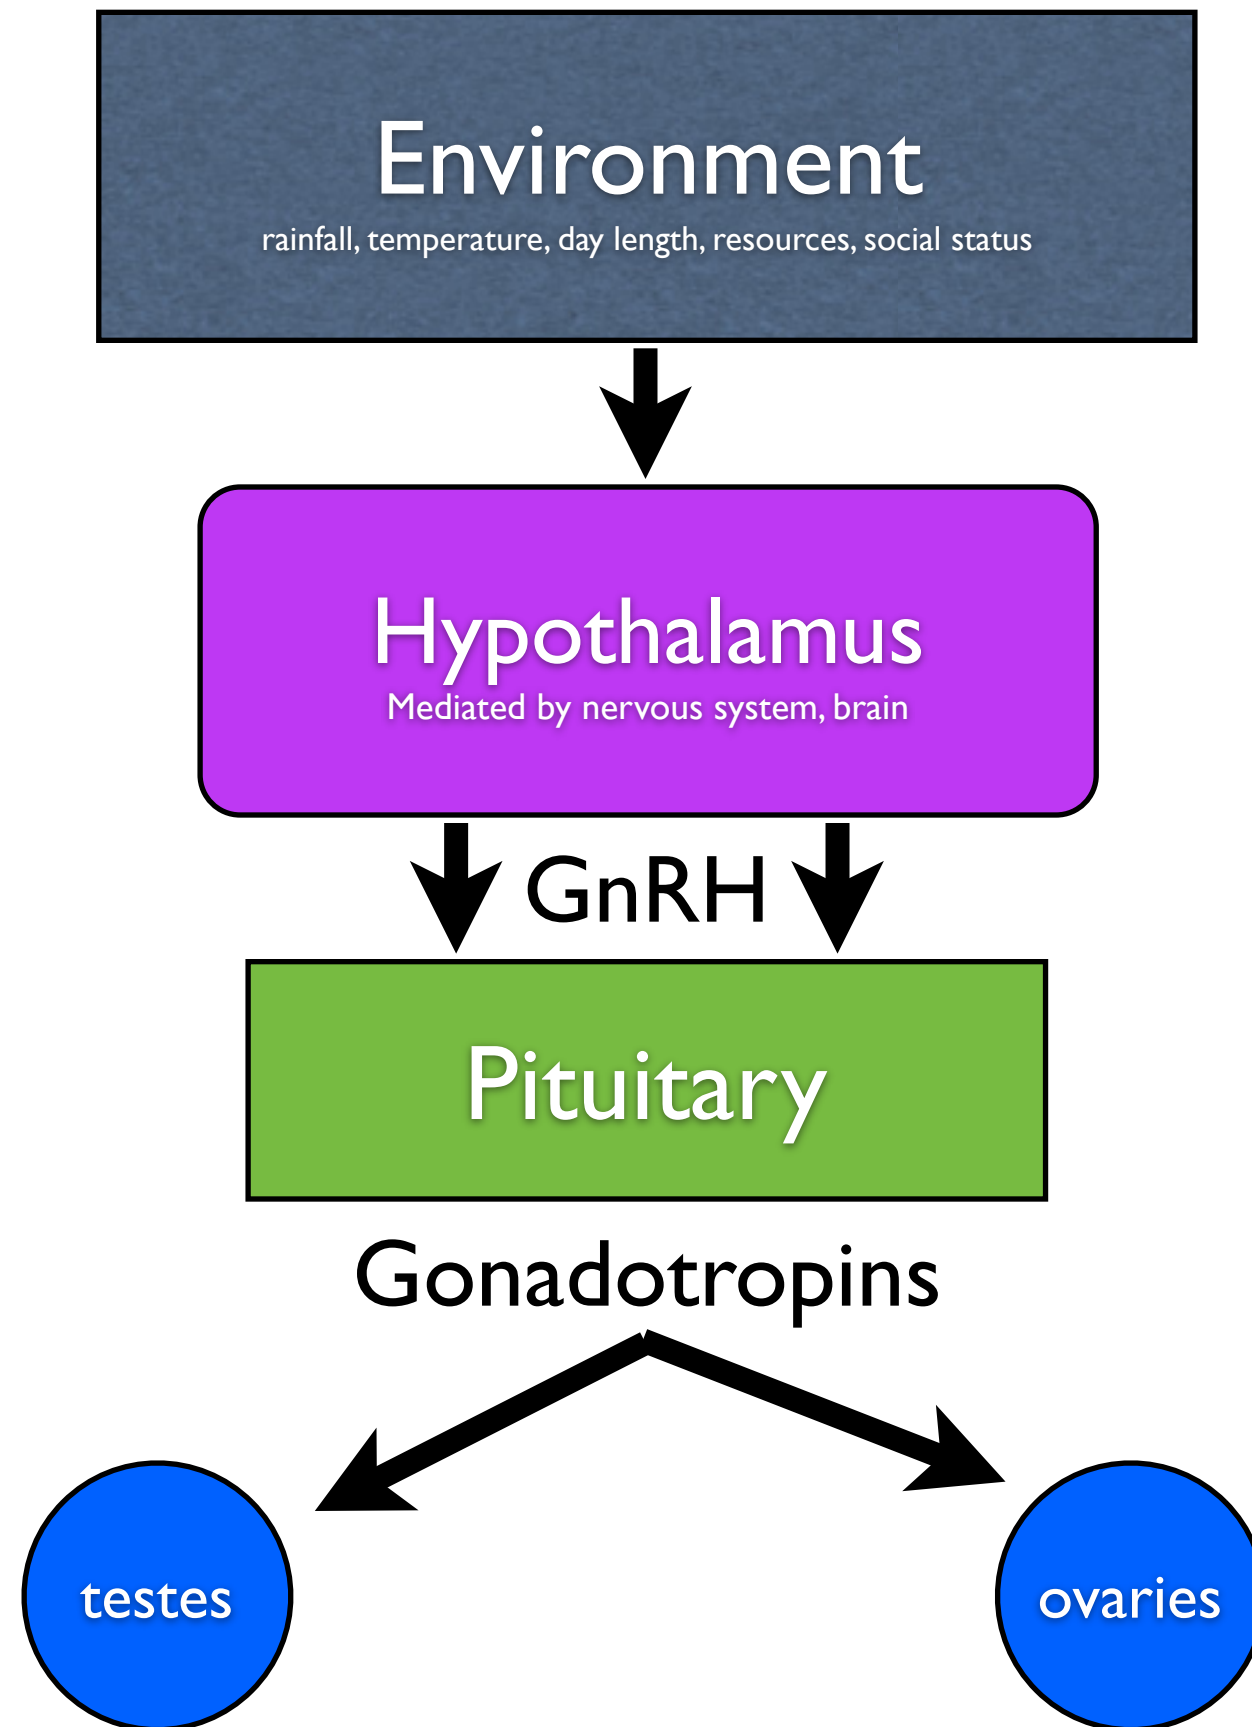 Environment
rainfall, temperature, day length, resources, social status
Hypothalamus
Mediated by nervous system, brain
GnRH
Pituitary
Gonadotropins
testes
ovaries